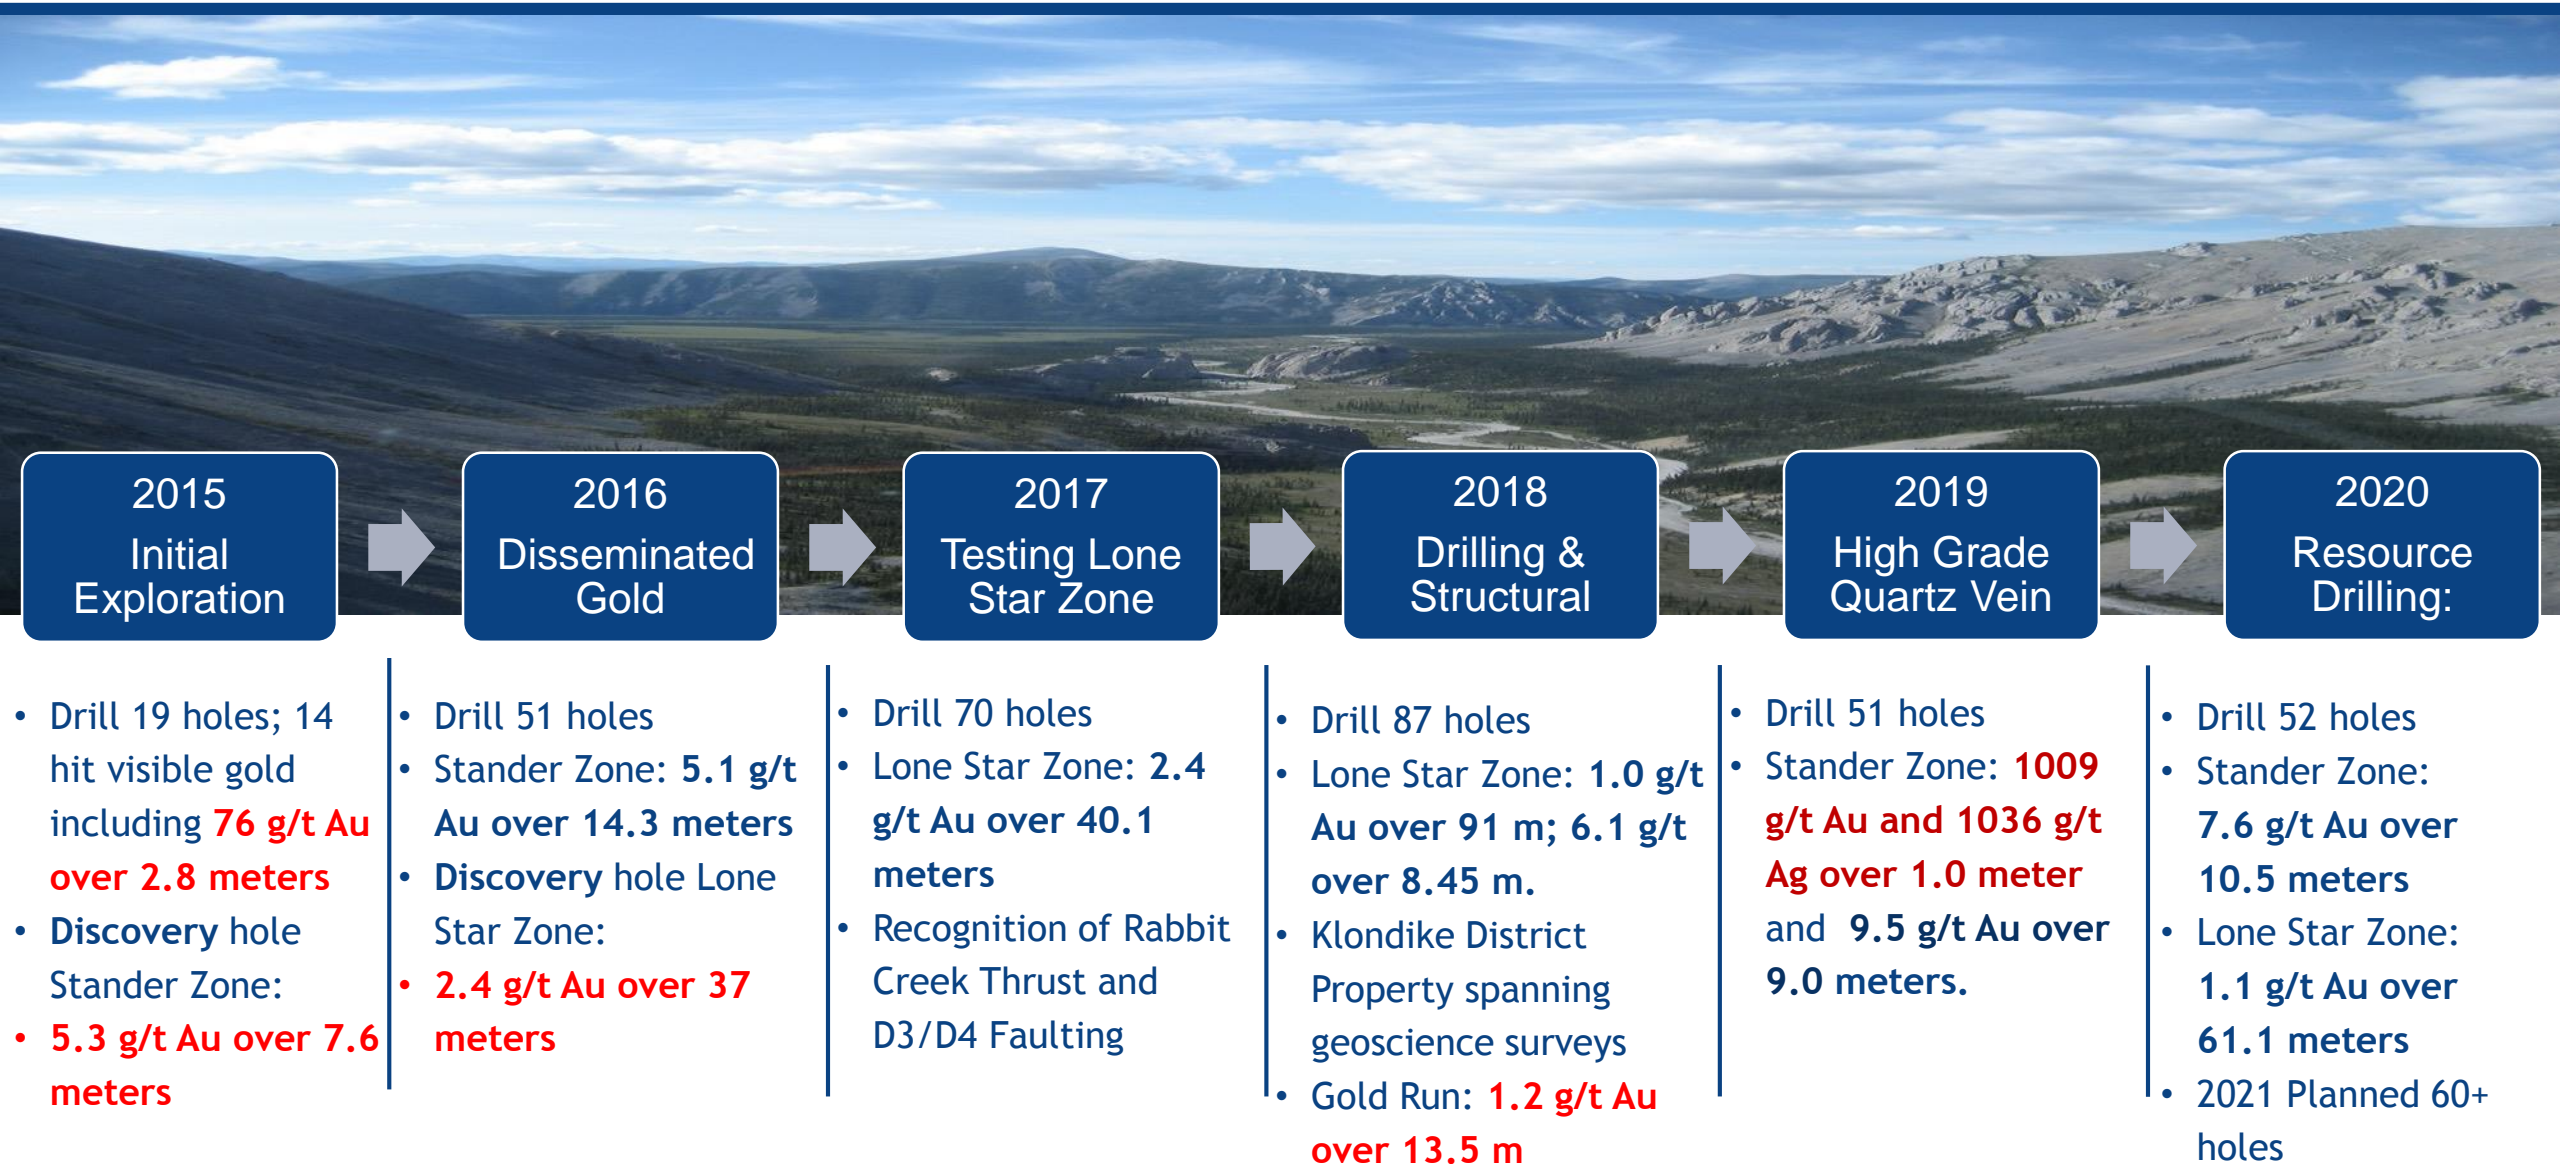 2015
Initial
Exploration
2016
Disseminated
Gold
2017
Testing Lone
Star Zone
2018
Drilling &
Structural
2019
High Grade
Quartz Vein
2020
Resource
Drilling:
• Drill 19 holes; 14
hit visible gold
including 76 g/t Au
over 2.8 meters
• Discovery hole
Stander Zone:
• 5.3 g/t Au over 7.6
meters
• Drill 51 holes
• Stander Zone: 5.1 g/t
Au over 14.3 meters
• Discovery hole Lone
Star Zone:
• 2.4 g/t Au over 37
meters
• Drill 70 holes
• Lone Star Zone: 2.4
g/t Au over 40.1
meters
• Recognition of Rabbit
Creek Thrust and
D3/D4 Faulting
• Drill 87 holes
• Lone Star Zone: 1.0 g/t
Au over 91 m; 6.1 g/t
over 8.45 m.
• Klondike District
Property spanning
geoscience surveys
• Gold Run: 1.2 g/t Au
over 13.5 m
• Drill 51 holes
• Stander Zone: 1009
g/t Au and 1036 g/t
Ag over 1.0 meter
and 9.5 g/t Au over
9.0 meters.
• Drill 52 holes
• Stander Zone:
7.6 g/t Au over
10.5 meters
• Lone Star Zone:
1.1 g/t Au over
61.1 meters
• 2021 Planned 60+
holes